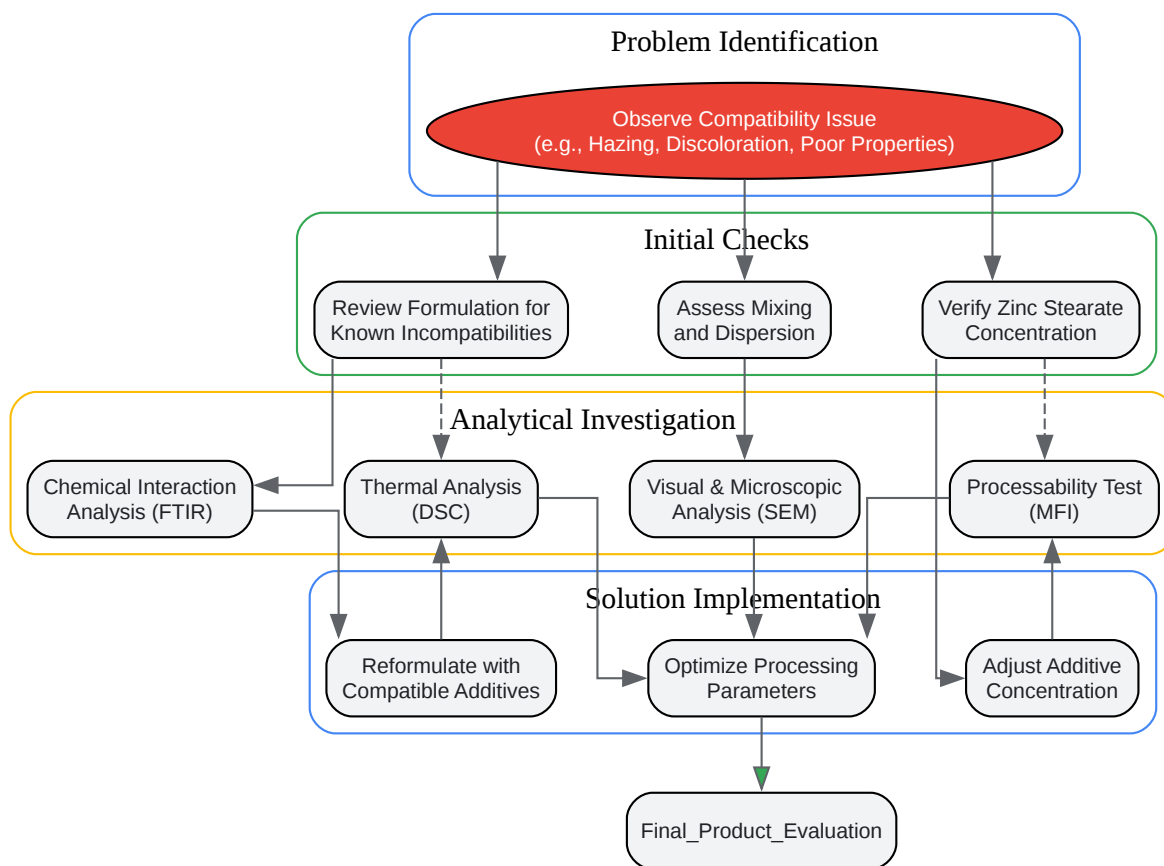 Problem Identification
Observe Compatibility Issue
(e.g., Hazing, Discoloration, Poor Properties)
Initial Checks
Review Formulation for
Known Incompatibilities
Assess Mixing
and Dispersion
Verify Zinc Stearate
Concentration
Analytical Investigation
Chemical Interaction
Analysis (FTIR)
Thermal Analysis
(DSC)
Visual & Microscopic
Analysis (SEM)
Processability Test
(MFI)
Solution Implementation
Reformulate with
Compatible Additives
Optimize Processing
Parameters
Adjust Additive
Concentration
Final_Product_Evaluation